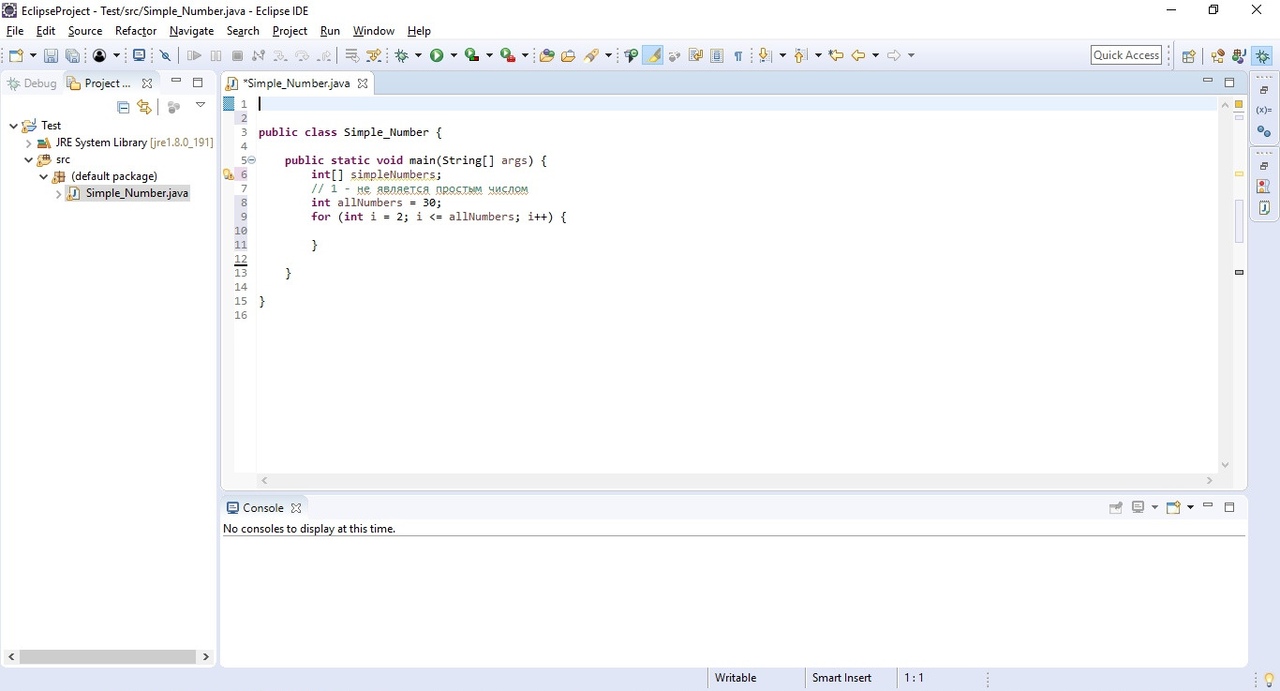 EclipseProject - Test/src/Simple_Number.java - Eclipse IDE
File Edit Source Refactor Navigate Search Project Run Window Help
Quick Access
Debug Project ... *Simple_Number.java
Test
JRE System Library [jre1.8.0_191]
src
(default package)
Simple_Number.java
1
2
3 public class Simple_Number {
4
5 public static void main(String[] args) {
6 int[] simpleNumbers;
7 // 1 - не является простым числом
8 int allNumbers = 30;
9 for (int i = 2; i <= allNumbers; i++) {
10
11 }
12
13 }
14
15 }
16
(x)=
Console
No consoles to display at this time.
Writable Smart Insert 1 : 1